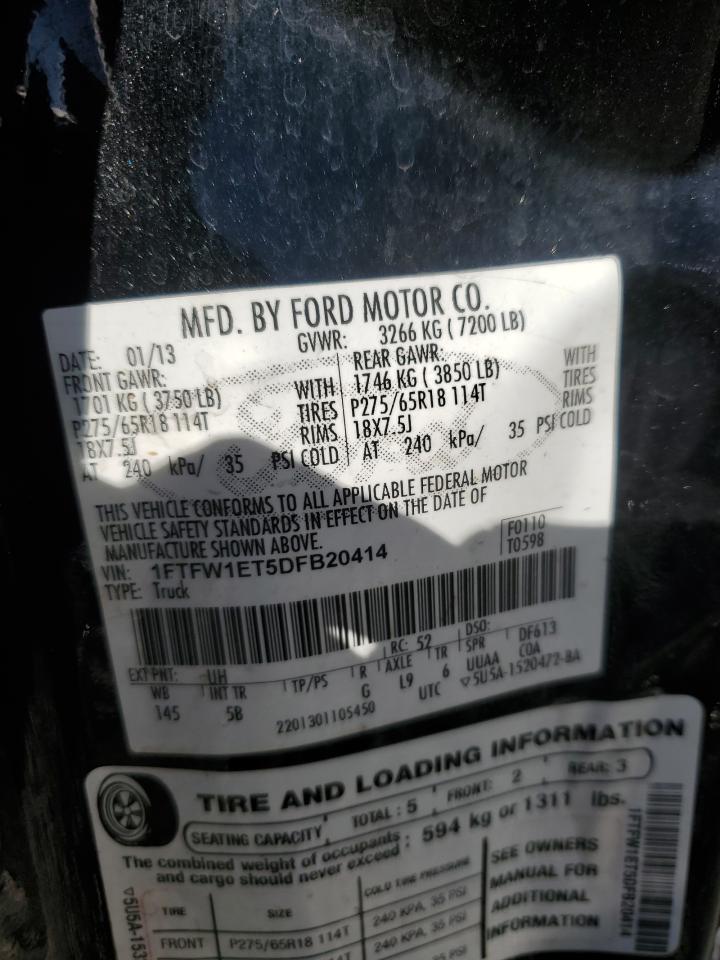 MFD. BY FORD MOTOR CO.
DATE: 01/13 GVWR: 3266 KG ( 7200 LB)
FRONT GAWR: REAR GAWR:
1701 KG ( 3750 LB) WITH 1746 KG ( 3850 LB) WITH
P275/65R18 114T TIRES P275/65R18 114T TIRES
18X7.5J RIMS 18X7.5J RIMS
AT 240 kPa/ 35 PSI COLD AT 240 kPa/ 35 PSI COLD
THIS VEHICLE CONFORMS TO ALL APPLICABLE FEDERAL MOTOR
VEHICLE SAFETY STANDARDS IN EFFECT ON THE DATE OF
MANUFACTURE SHOWN ABOVE.
F0110
VIN: 1FTFW1ET5DFB20414 T0598
TYPE: Truck
EXT PNT: UH RC: 52 DSO:
WB INT TR TP/PS R AXLE TR SPR DF613
145 5B G L9 6 UUAA COA
2201301105450 UTC ▽5U5A-1520472-BA
TIRE AND LOADING INFORMATION
SEATING CAPACITY TOTAL: 5 FRONT: 2 REAR: 3
The combined weight of occupants
and cargo should never exceed : 594 kg or 1311 lbs.
TIRE SIZE COLD TIRE PRESSURE
FRONT P275/65R18 114T 240 KPA, 35 PSI
240 KPA, 35 PSI
SEE OWNERS
MANUAL FOR
ADDITIONAL
INFORMATION
1FTFW1ET5DFB20414
▽5U5A-153